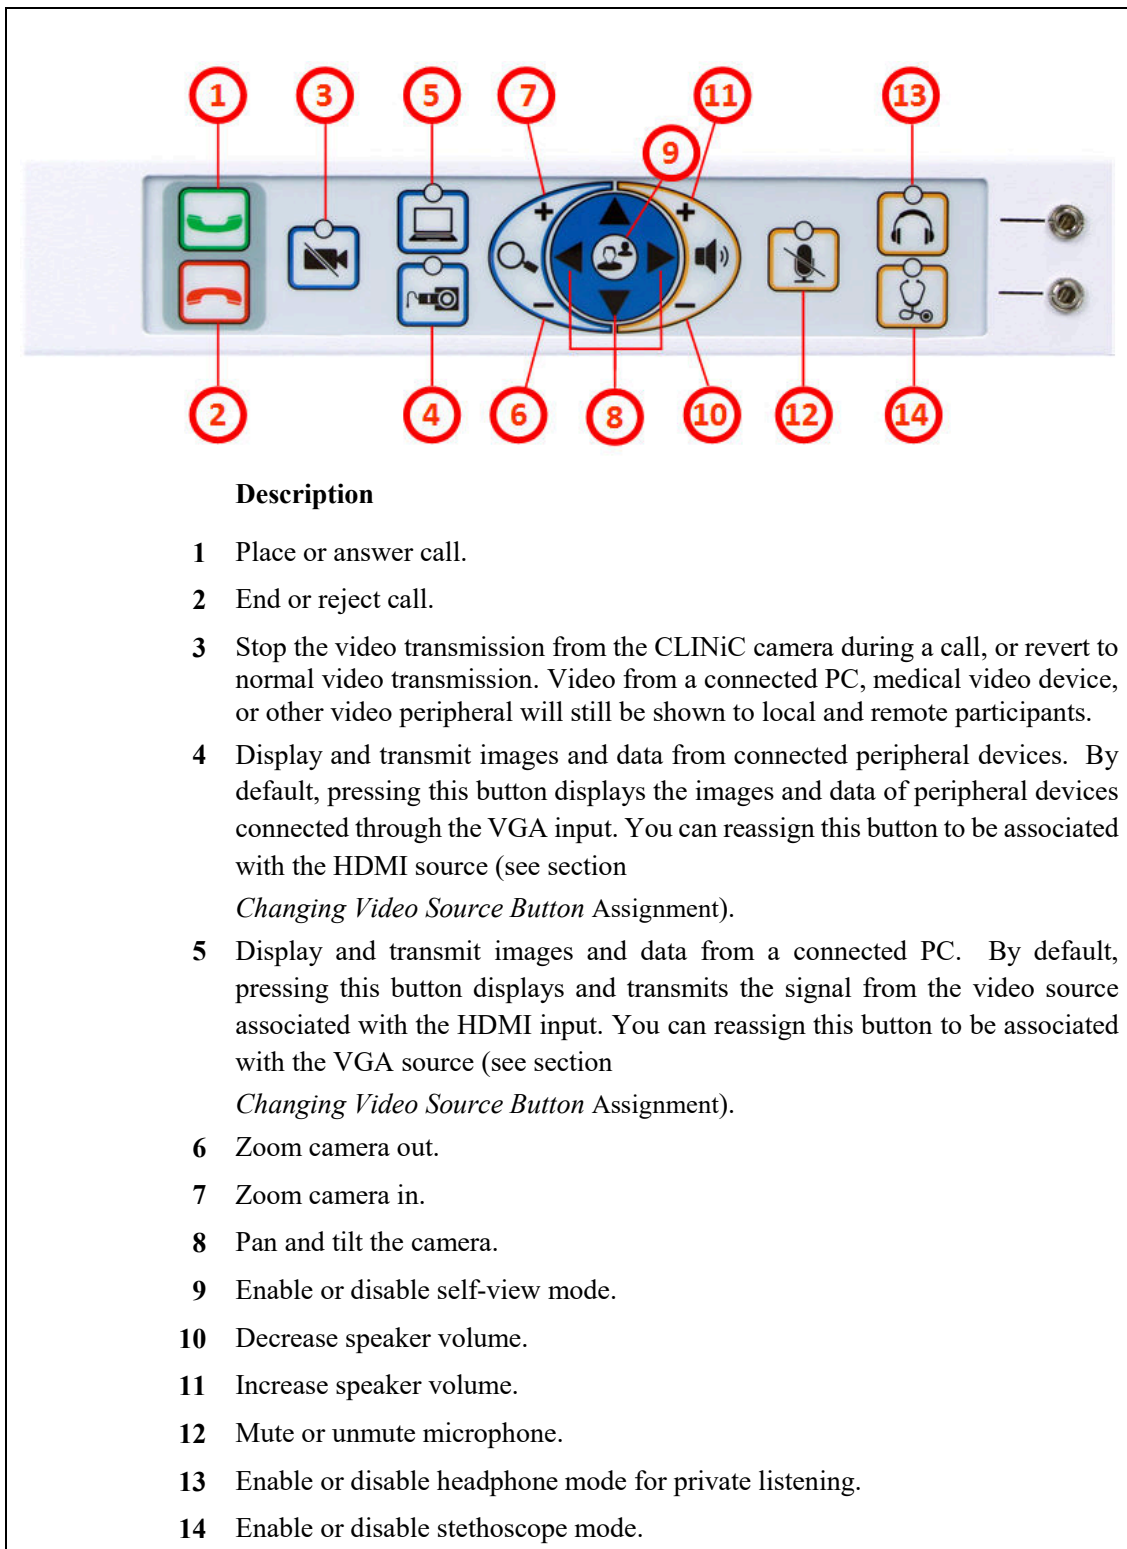 1 3 5 7 11 13
9
2 4 6 8 10 12 14
Description
1 Place or answer call.
2 End or reject call.
3 Stop the video transmission from the CLINiC camera during a call, or revert to
normal video transmission. Video from a connected PC, medical video device,
or other video peripheral will still be shown to local and remote participants.
4 Display and transmit images and data from connected peripheral devices. By
default, pressing this button displays the images and data of peripheral devices
connected through the VGA input. You can reassign this button to be associated
with the HDMI source (see section
Changing Video Source Button Assignment).
5 Display and transmit images and data from a connected PC. By default,
pressing this button displays and transmits the signal from the video source
associated with the HDMI input. You can reassign this button to be associated
with the VGA source (see section
Changing Video Source Button Assignment).
6 Zoom camera out.
7 Zoom camera in.
8 Pan and tilt the camera.
9 Enable or disable self-view mode.
10 Decrease speaker volume.
11 Increase speaker volume.
12 Mute or unmute microphone.
13 Enable or disable headphone mode for private listening.
14 Enable or disable stethoscope mode.